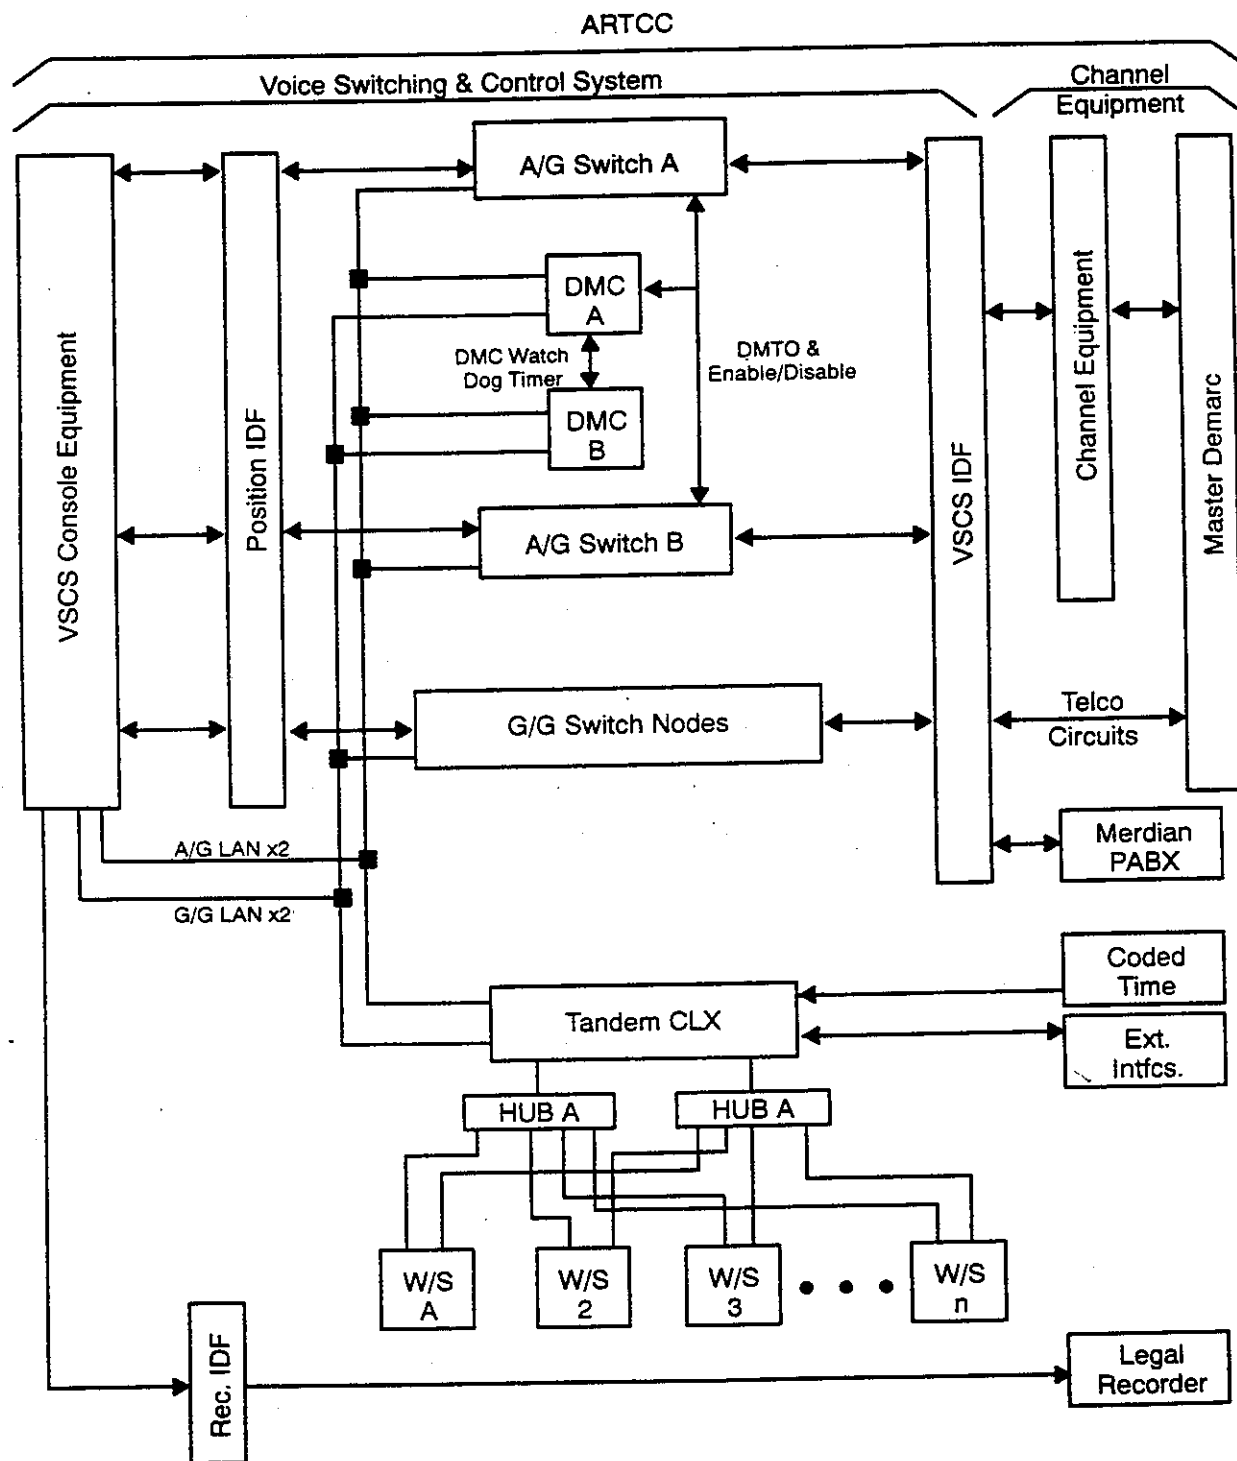 ARTCC
Voice Switching & Control System
Channel
Equipment
VSCS Console Equipment
Position IDF
A/G Switch A
DMC
A
DMC Watch
Dog Timer
DMC
B
DMTO &
Enable/Disable
A/G Switch B
G/G Switch Nodes
VSCS IDF
Channel Equipment
Master Demarc
Telco
Circuits
Merdian
PABX
A/G LAN x2
G/G LAN x2
Coded
Time
Tandem CLX
Ext.
Intfcs.
HUB A
HUB A
W/S
A
W/S
2
W/S
3
W/S
n
Rec. IDF
Legal
Recorder